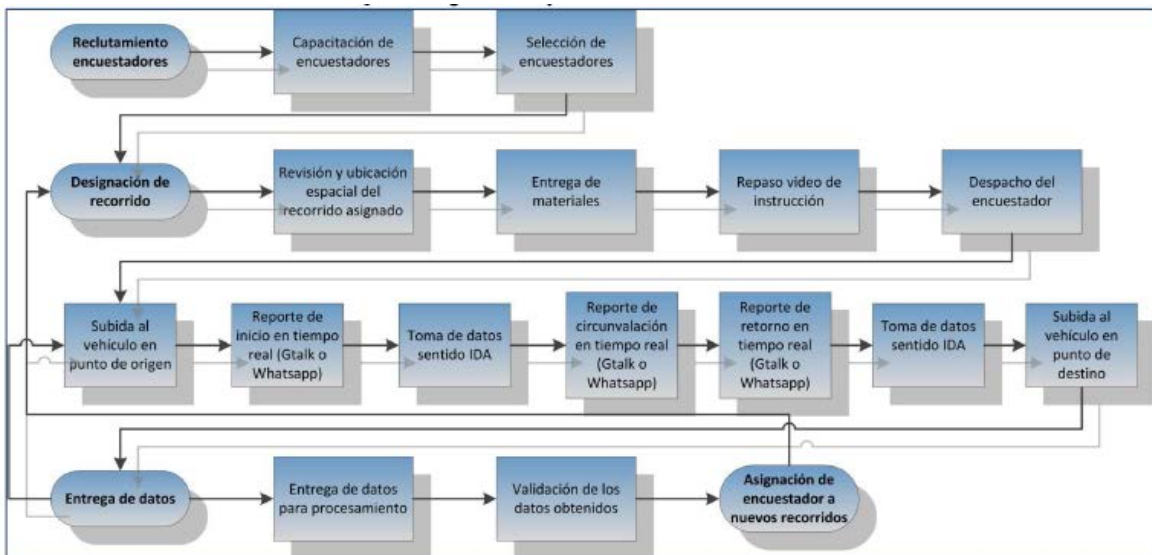 Reclutamiento
encuestadores
Capacitación de
encuestadores
Selección de
encuestadores
Designación de
recorrido
Revisión y ubicación
espacial del
recorrido asignado
Entrega de
materiales
Repaso video de
instrucción
Despacho del
encuestador
Subida al
vehículo en
punto de origen
Reporte de
inicio en tiempo
real (Gtalk o
Whatsapp)
Toma de datos
sentido IDA
Reporte de
circunvalación
en tiempo real
(Gtalk o
Whatsapp)
Reporte de
retorno en
tiempo real
(Gtalk o
Whatsapp)
Toma de datos
sentido IDA
Subida al
vehículo en
punto de
destino
Entrega de datos
Entrega de datos
para procesamiento
Validación de los
datos obtenidos
Asignación de
encuestador a
nuevos recorridos